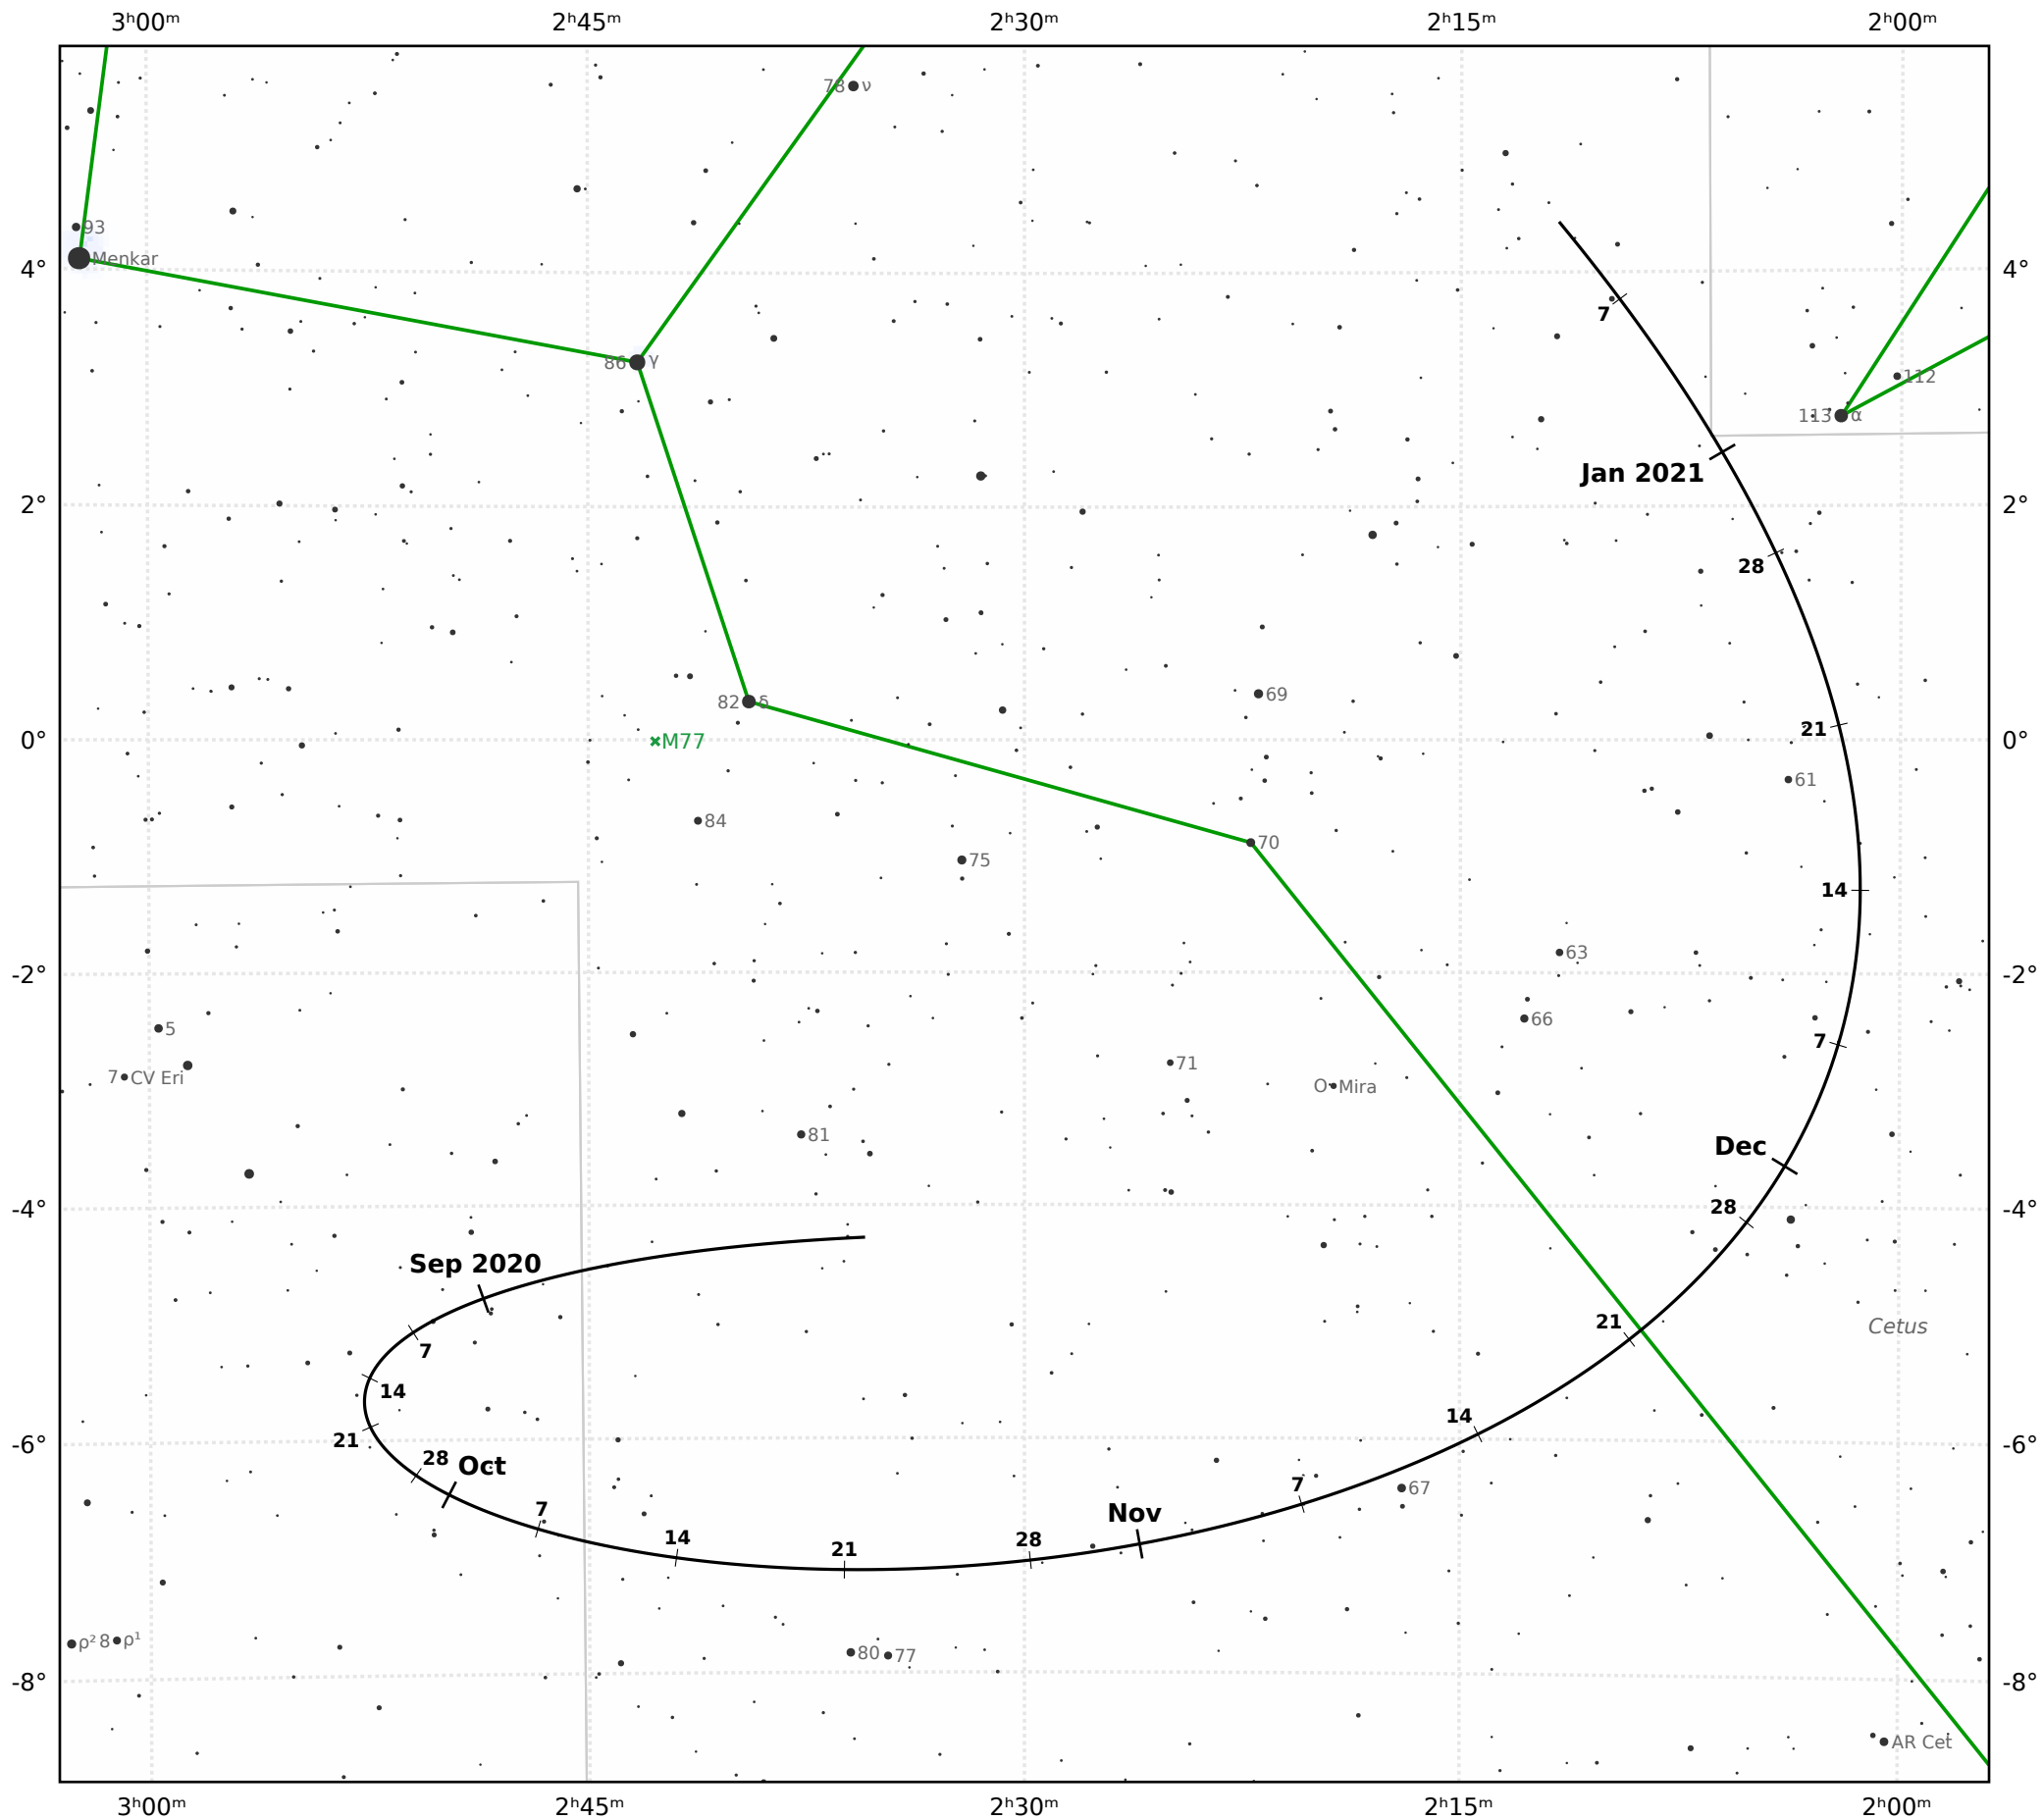 3ʰ00ᵐ 2ʰ45ᵐ 2ʰ30ᵐ 2ʰ15ᵐ 2ʰ00ᵐ
78 ν
93
Menkar
4° 4°
7
86 γ
112
113 α
Jan 2021
2° 2°
28
69
82 δ
21
0° M77 0°
61
84
70
75
14
63
-2° -2°
66
5
7
71
7 CV Eri
O Mira
81
Dec
28
-4° -4°
Sep 2020
21
Cetus
7
14
14
21 -6° -6°
28 Oct
7
67
7
Nov
14
28
21
ρ² 8 ρ¹
80 77
-8° -8°
AR Cet
3ʰ00ᵐ 2ʰ45ᵐ 2ʰ30ᵐ 2ʰ15ᵐ 2ʰ00ᵐ